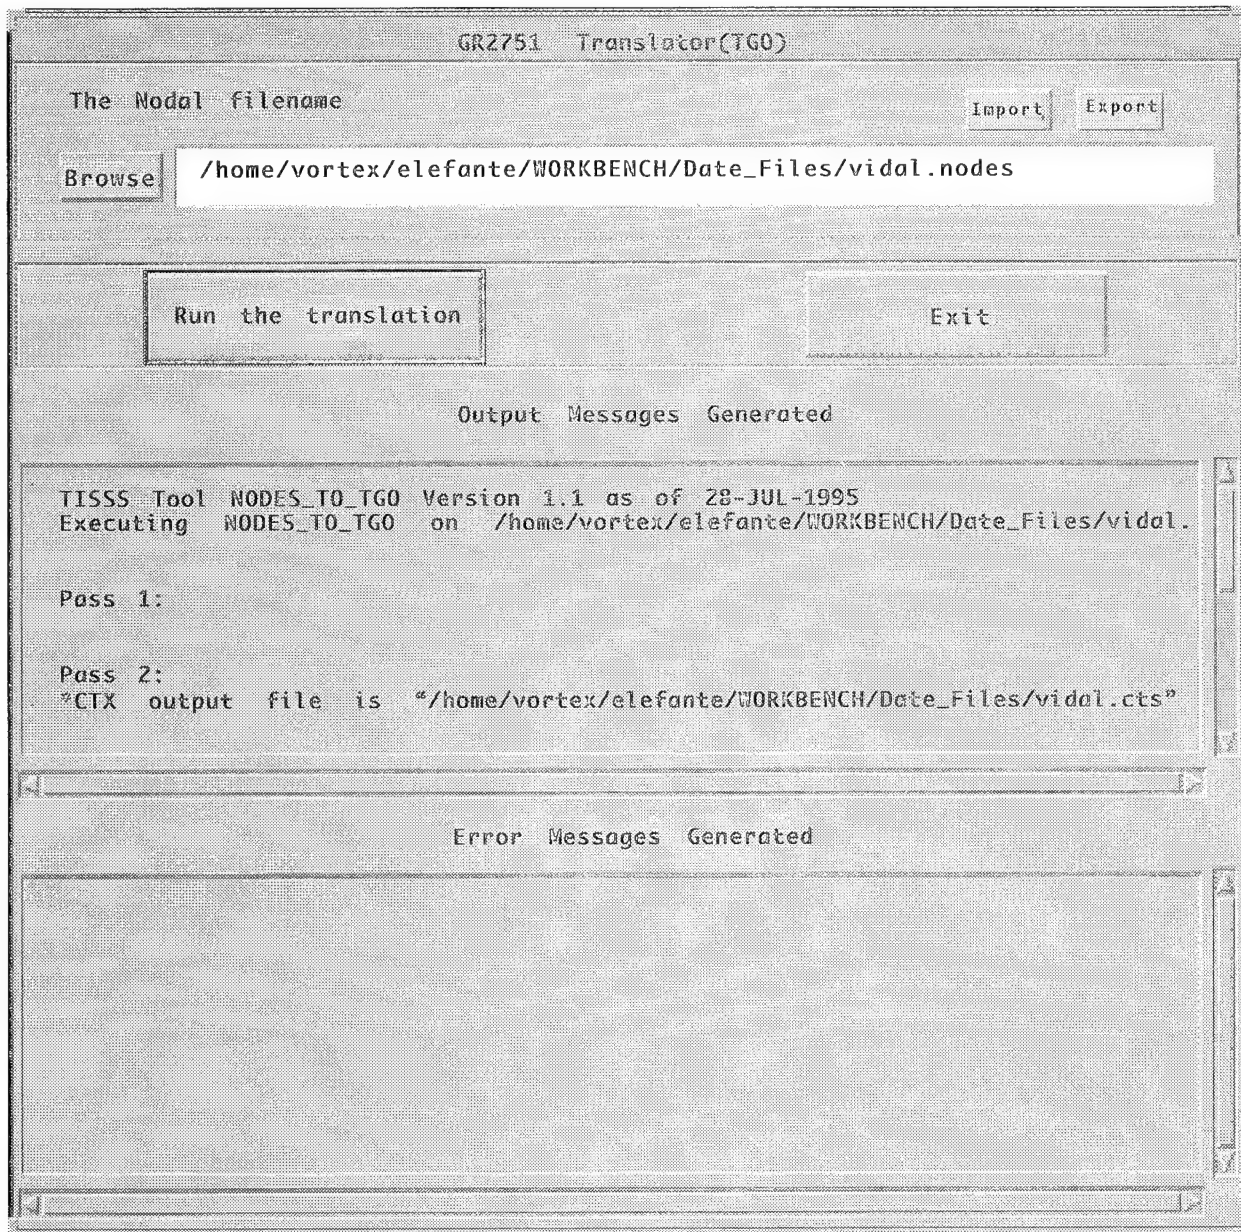 GR2751 Translator(TGO)
The Nodal filename
Import Export
Browse /home/vortex/elefante/WORKBENCH/Date_Files/vidal.nodes
Run the translation Exit
Output Messages Generated
TISSS Tool NODES_TO_TGO Version 1.1 as of 28-JUL-1995
Executing NODES_TO_TGO on /home/vortex/elefante/WORKBENCH/Date_Files/vidal.
Pass 1:
Pass 2:
*CTX output file is “/home/vortex/elefante/WORKBENCH/Date_Files/vidal.cts”
Error Messages Generated